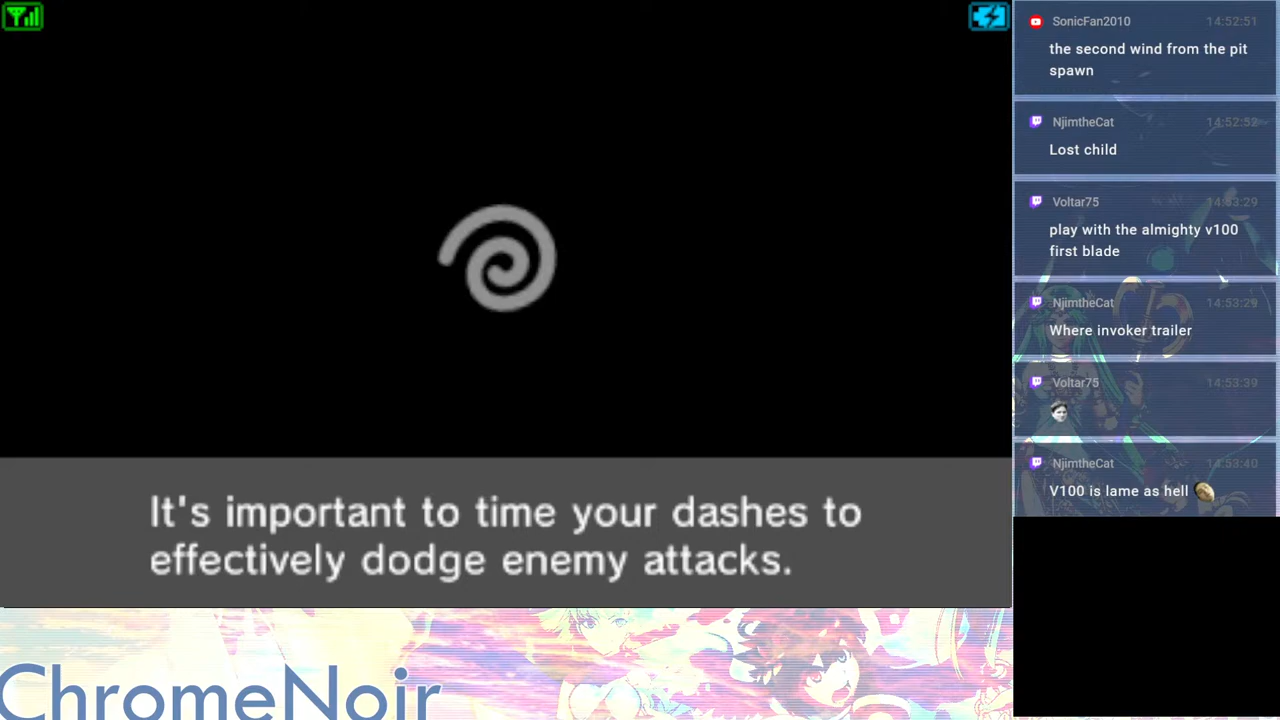 SonicFan2010 14:52:51
the second wind from the pit
spawn
NjimtheCat 14:52:52
Lost child
Voltar75 14:53:29
play with the almighty v100
first blade
NjimtheCat 14:53:29
Where invoker trailer
Voltar75 14:53:39
NjimtheCat 14:53:40
V100 is lame as hell
It's important to time your dashes to
effectively dodge enemy attacks.
ChromeNoir